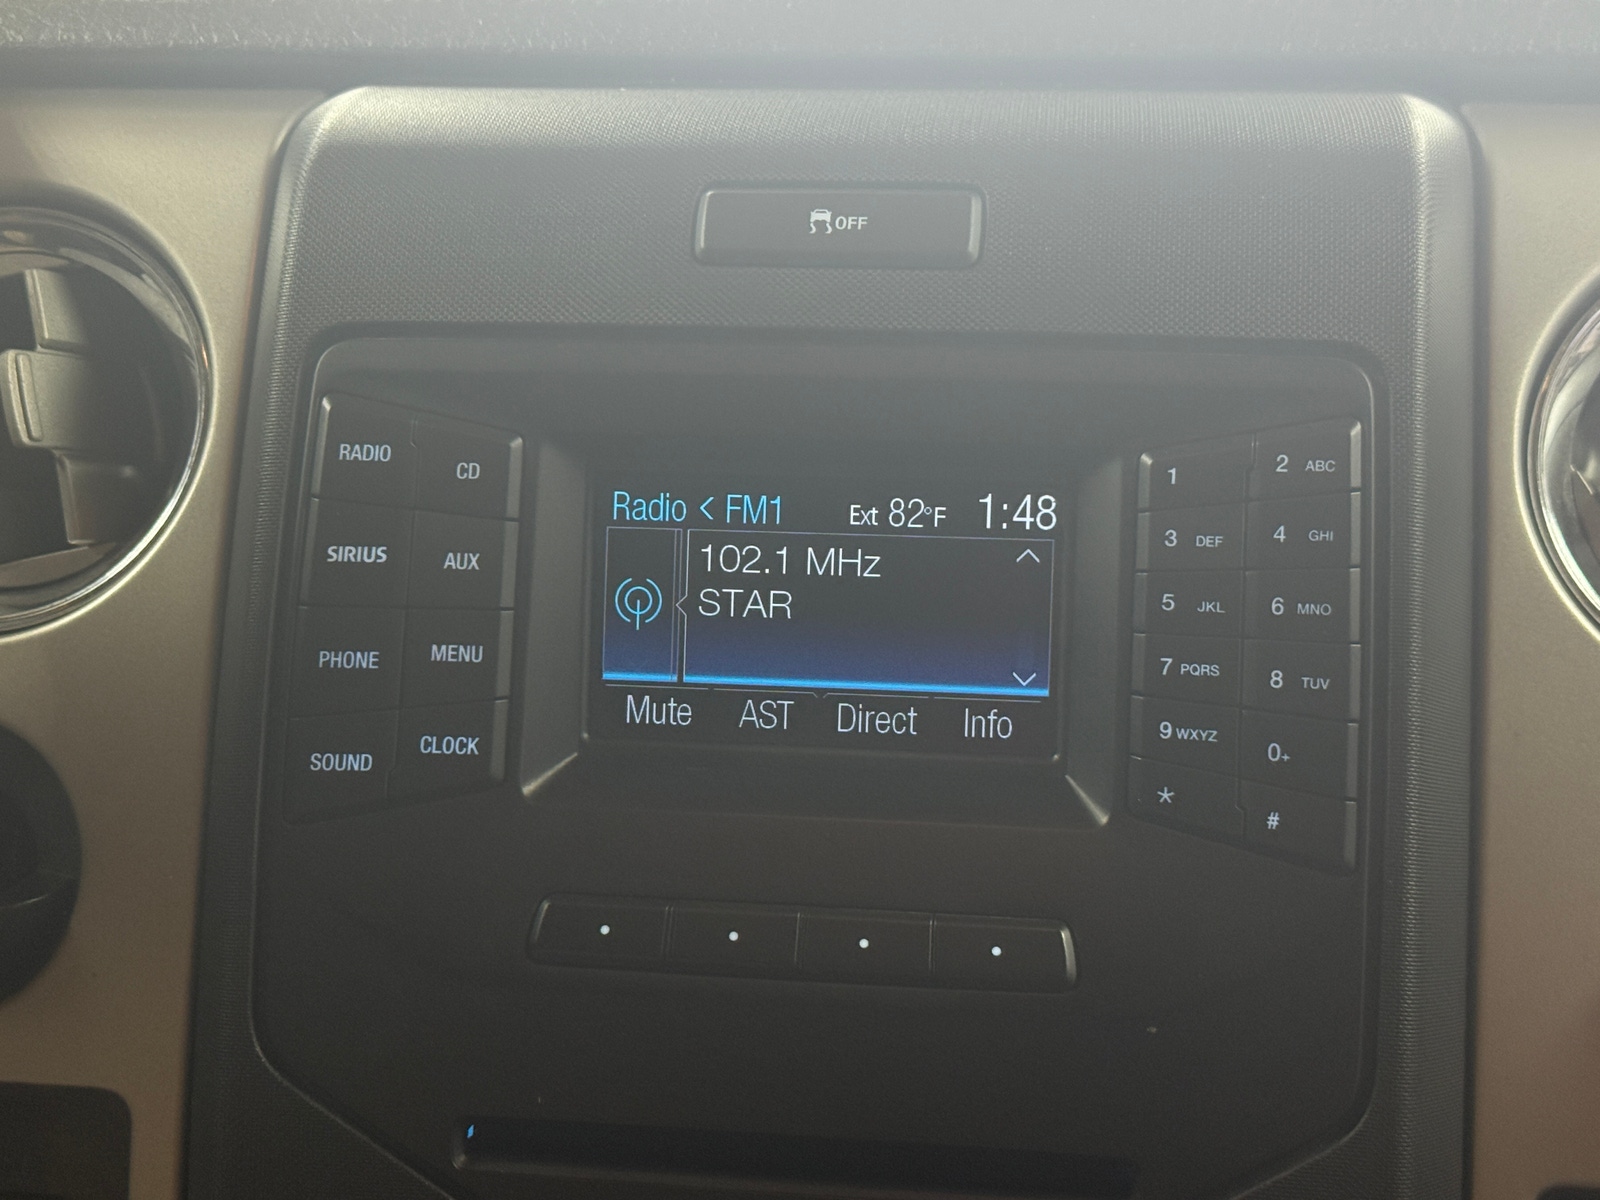 OFF
RADIO
CD
SIRIUS
AUX
PHONE
MENU
SOUND
CLOCK
Radio < FM1 Ext 82°F 1:48
102.1 MHz
STAR
Mute AST Direct Info
1
2 ABC
3 DEF
4 GHI
5 JKL
6 MNO
7 PQRS
8 TUV
9 WXYZ
0+
*
#